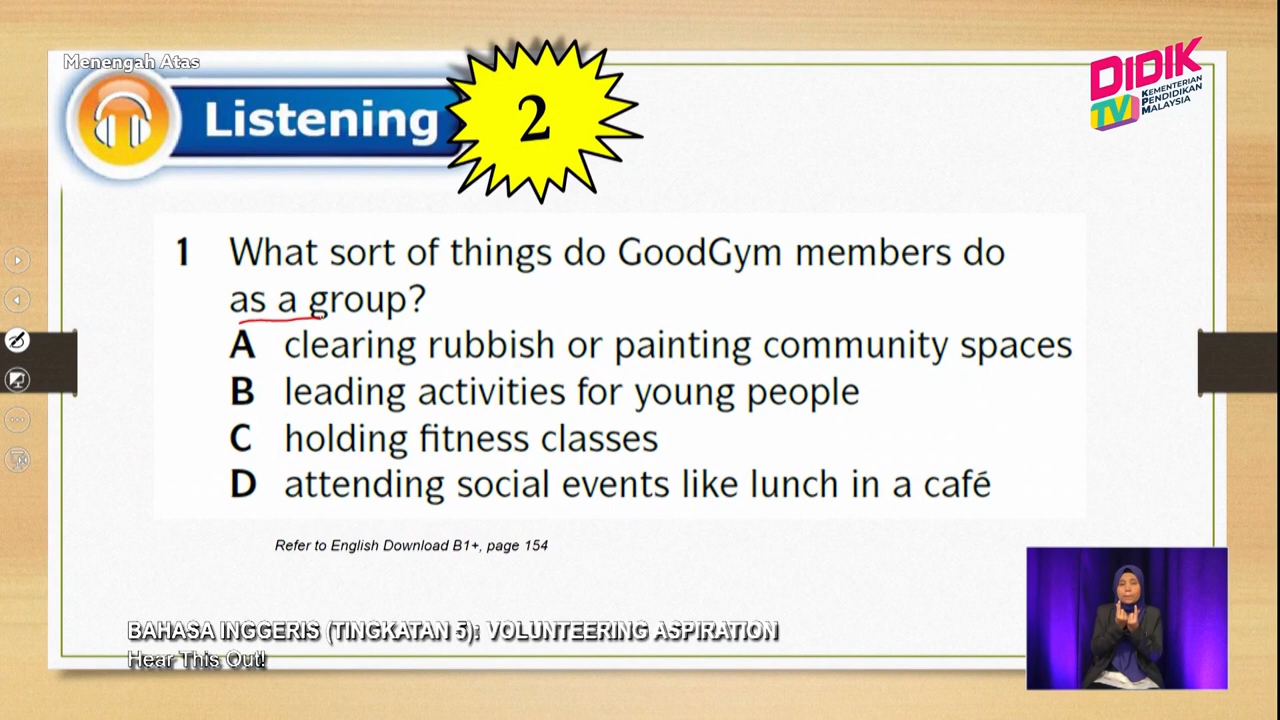 Menengah Atas
Listening
2
DIDIK
TV
KEMENTERIAN
PENDIDIKAN
MALAYSIA
1 What sort of things do GoodGym members do
as a group?
A clearing rubbish or painting community spaces
B leading activities for young people
C holding fitness classes
D attending social events like lunch in a café
Refer to English Download B1+, page 154
BAHASA INGGERIS (TINGKATAN 5): VOLUNTEERING ASPIRATION
Hear This Out!